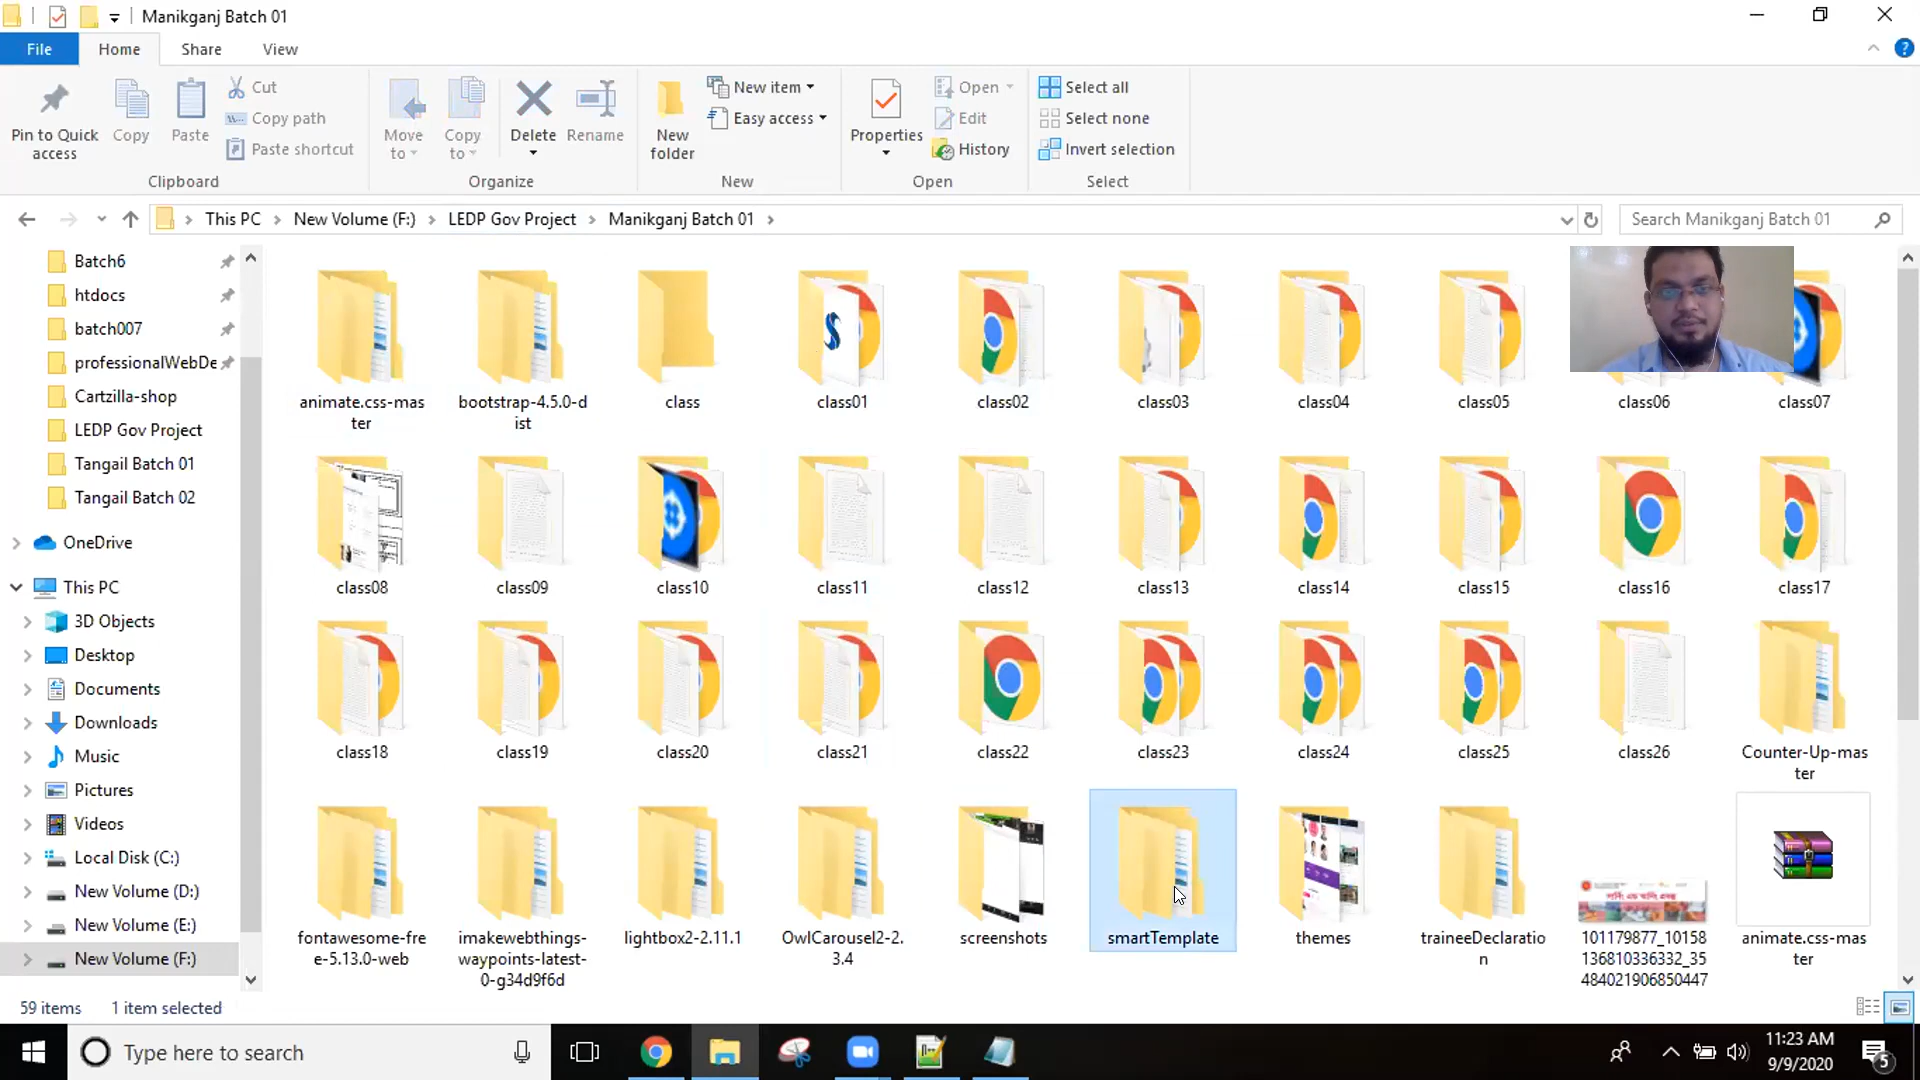 Manikganj Batch 01
File Home Share View
Pin to Quick access
Copy
Paste
Cut
Copy path
Paste shortcut
Clipboard
Move to
Copy to
Delete
Rename
Organize
New folder
New item
Easy access
New
Properties
Open
Edit
History
Open
Select all
Select none
Invert selection
Select
This PC > New Volume (F:) > LEDP Gov Project > Manikganj Batch 01 >
Search Manikganj Batch 01
Batch6
htdocs
batch007
professionalWebDe
Cartzilla-shop
LEDP Gov Project
Tangail Batch 01
Tangail Batch 02
OneDrive
This PC
3D Objects
Desktop
Documents
Downloads
Music
Pictures
Videos
Local Disk (C:)
New Volume (D:)
New Volume (E:)
New Volume (F:)
animate.css-mas
ter
bootstrap-4.5.0-d
ist
class
class01
class02
class03
class04
class05
class06
class07
class08
class09
class10
class11
class12
class13
class14
class15
class16
class17
class18
class19
class20
class21
class22
class23
class24
class25
class26
Counter-Up-mas
ter
fontawesome-fre
e-5.13.0-web
imakewebthings-
waypoints-latest-
0-g34d9f6d
lightbox2-2.11.1
OwlCarousel2-2.
3.4
screenshots
smartTemplate
themes
traineeDeclaratio
n
101179877_10158
136810336332_35
484021906850447
animate.css-mas
ter
59 items 1 item selected
Type here to search
11:23 AM
9/9/2020
5